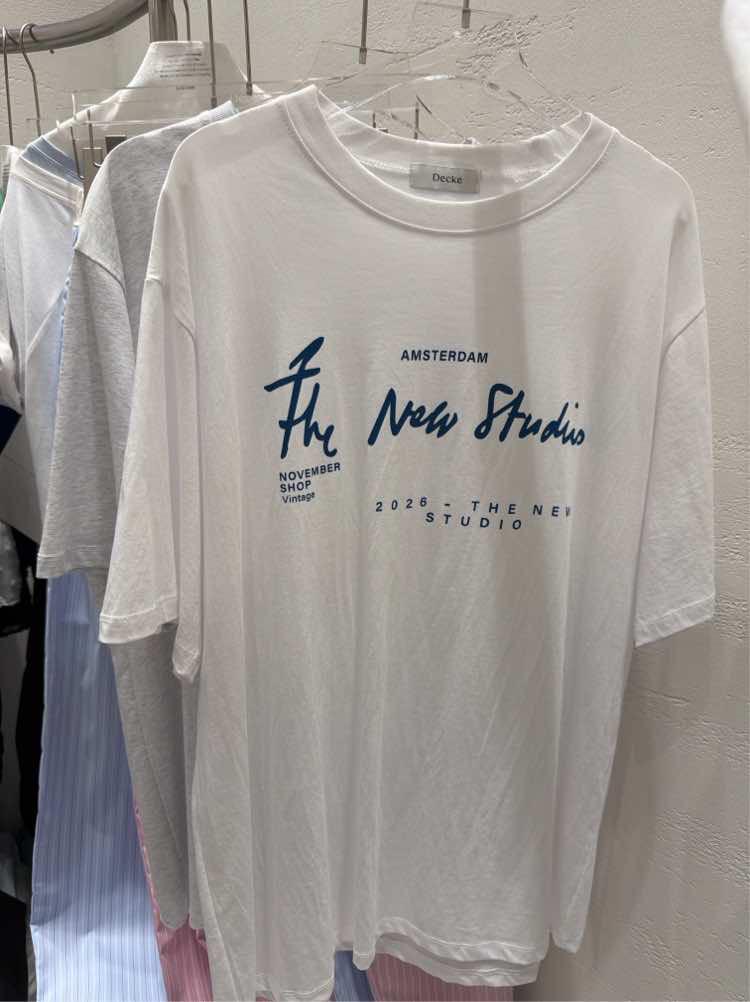 Decke
AMSTERDAM
The New Studio
NOVEMBER
SHOP
Vintage
2026 - THE NEW
STUDIO